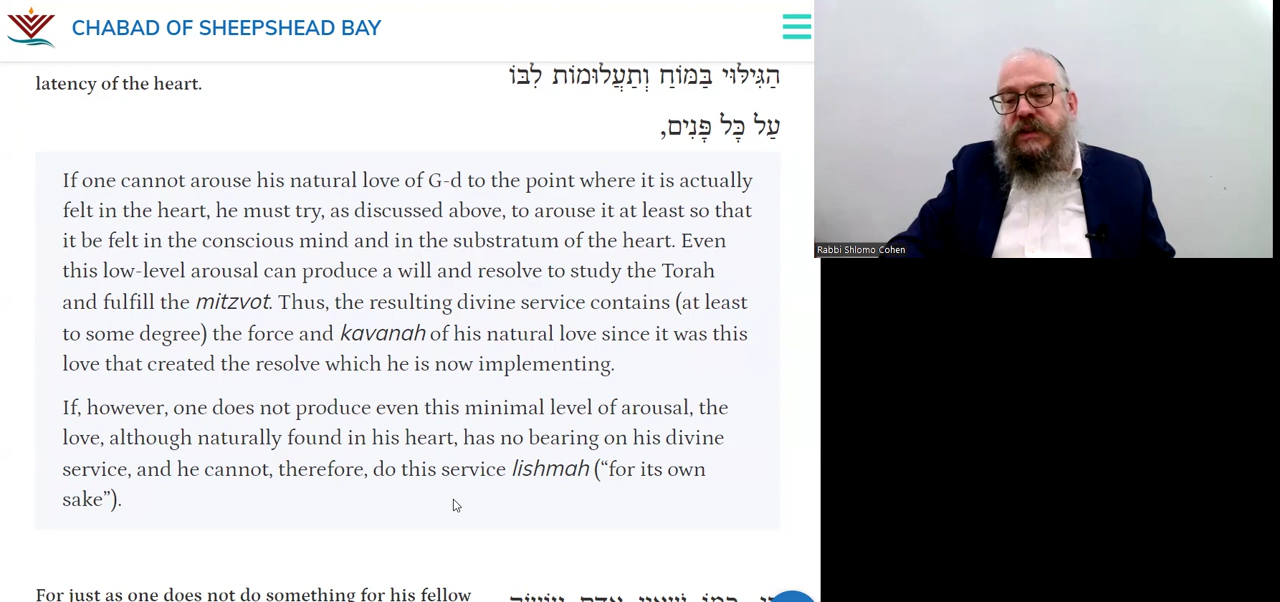 CHABAD OF SHEEPSHEAD BAY
latency of the heart.
הַגִּילּוּי בַּמּוֹחַ וְתַעֲלוּמוֹת לִבּוֹ
עַל כָּל פָּנִים,
If one cannot arouse his natural love of G-d to the point where it is actually
felt in the heart, he must try, as discussed above, to arouse it at least so that
it be felt in the conscious mind and in the substratum of the heart. Even
this low-level arousal can produce a will and resolve to study the Torah
and fulfill the mitzvot. Thus, the resulting divine service contains (at least
to some degree) the force and kavanah of his natural love since it was this
love that created the resolve which he is now implementing.
If, however, one does not produce even this minimal level of arousal, the
love, although naturally found in his heart, has no bearing on his divine
service, and he cannot, therefore, do this service lishmah (“for its own
sake”).
For just as one does not do something for his fellow
Rabbi Shlomo Cohen